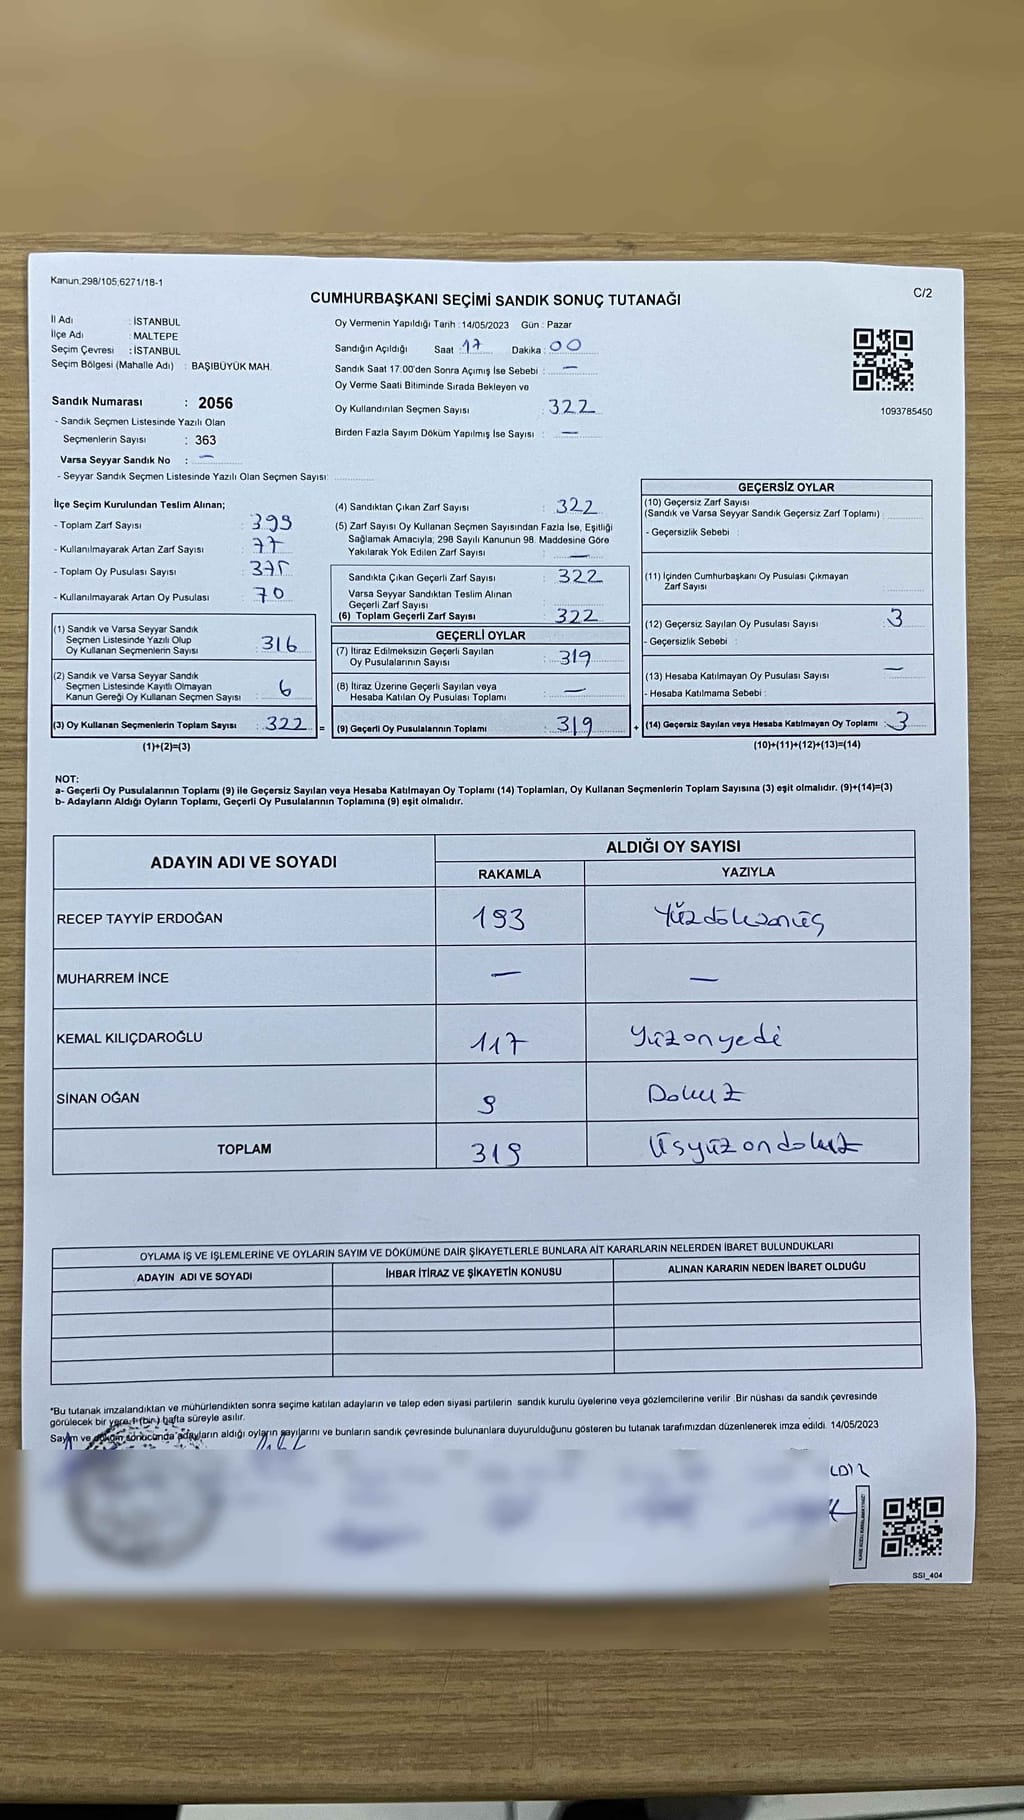 Kanun;298/105,6271/18-1
C/2
CUMHURBAŞKANI SEÇİMİ SANDIK SONUÇ TUTANAĞI
İl Adı : İSTANBUL
İlçe Adı : MALTEPE
Seçim Çevresi : İSTANBUL
Seçim Bölgesi (Mahalle Adı) : BAŞIBÜYÜK MAH.
Sandık Numarası : 2056
- Sandık Seçmen Listesinde Yazılı Olan
Seçmenlerin Sayısı : 363
Varsa Seyyar Sandık No : —
- Seyyar Sandık Seçmen Listesinde Yazılı Olan Seçmen Sayısı:
Oy Vermenin Yapıldığı Tarih : 14/05/2023 Gün : Pazar
Sandığın Açıldığı Saat : 17 Dakika : 00
Sandık Saat 17.00'den Sonra Açımış İse Sebebi : —
Oy Verme Saati Bitiminde Sırada Bekleyen ve
Oy Kullandırılan Seçmen Sayısı : 322
Birden Fazla Sayım Döküm Yapılmış İse Sayısı : —
1093785450
İlçe Seçim Kurulundan Teslim Alınan;
- Toplam Zarf Sayısı : 399
- Kullanılmayarak Artan Zarf Sayısı : 77
- Toplam Oy Pusulası Sayısı : 375
- Kullanılmayarak Artan Oy Pusulası : 70
(1) Sandık ve Varsa Seyyar Sandık
Seçmen Listesinde Yazılı Olup
Oy Kullanan Seçmenlerin Sayısı : 316
(2) Sandık ve Varsa Seyyar Sandık
Seçmen Listesinde Kayıtlı Olmayan
Kanun Gereği Oy Kullanan Seçmen Sayısı : 6
(3) Oy Kullanan Seçmenlerin Toplam Sayısı : 322 =
(1)+(2)=(3)
(4) Sandıktan Çıkan Zarf Sayısı : 322
(5) Zarf Sayısı Oy Kullanan Seçmen Sayısından Fazla İse, Eşitliği
Sağlamak Amacıyla, 298 Sayılı Kanunun 98. Maddesine Göre
Yakılarak Yok Edilen Zarf Sayısı : —
Sandıkta Çıkan Geçerli Zarf Sayısı : 322
Varsa Seyyar Sandıktan Teslim Alınan
Geçerli Zarf Sayısı :
(6) Toplam Geçerli Zarf Sayısı : 322
GEÇERLİ OYLAR
(7) İtiraz Edilmeksizin Geçerli Sayılan
Oy Pusulalarının Sayısı : 319
(8) İtiraz Üzerine Geçerli Sayılan veya
Hesaba Katılan Oy Pusulası Toplamı : —
(9) Geçerli Oy Pusulalarının Toplamı : 319 +
GEÇERSİZ OYLAR
(10) Geçersiz Zarf Sayısı
(Sandık ve Varsa Seyyar Sandık Geçersiz Zarf Toplamı) :
- Geçersizlik Sebebi :
(11) İçinden Cumhurbaşkanı Oy Pusulası Çıkmayan
Zarf Sayısı :
(12) Geçersiz Sayılan Oy Pusulası Sayısı : 3
- Geçersizlik Sebebi :
(13) Hesaba Katılmayan Oy Pusulası Sayısı : —
- Hesaba Katılmama Sebebi :
(14) Geçersiz Sayılan veya Hesaba Katılmayan Oy Toplamı : 3
(10)+(11)+(12)+(13)=(14)
NOT:
a- Geçerli Oy Pusulalarının Toplamı (9) ile Geçersiz Sayılan veya Hesaba Katılmayan Oy Toplamı (14) Toplamları, Oy Kullanan Seçmenlerin Toplam Sayısına (3) eşit olmalıdır. (9)+(14)=(3)
b- Adayların Aldığı Oyların Toplamı, Geçerli Oy Pusulalarının Toplamına (9) eşit olmalıdır.
ADAYIN ADI VE SOYADI
ALDIĞI OY SAYISI
RAKAMLA YAZIYLA
RECEP TAYYİP ERDOĞAN 193 Yüzdoksanüç
MUHARREM İNCE — —
KEMAL KILIÇDAROĞLU 117 Yüzonyedi
SİNAN OĞAN 9 Dokuz
TOPLAM 319 Üçyüzondokuz
OYLAMA İŞ VE İŞLEMLERİNE VE OYLARIN SAYIM VE DÖKÜMÜNE DAİR ŞİKAYETLERLE BUNLARA AİT KARARLARIN NELERDEN İBARET BULUNDUKLARI
ADAYIN ADI VE SOYADI İHBAR İTİRAZ VE ŞİKAYETİN KONUSU ALINAN KARARIN NEDEN İBARET OLDUĞU
*Bu tutanak imzalandıktan ve mühürlendikten sonra seçime katılan adayların ve talep eden siyasi partilerin sandık kurulu üyelerine veya gözlemcilerine verilir .Bir nüshası da sandık çevresinde
görülecek bir yere 1 (bir) hafta süreyle asılır.
Sayım ve döküm sonucunda adayların aldığı oyların sayılarını ve bunların sandık çevresinde bulunanlara duyurulduğunu gösteren bu tutanak tarafımızdan düzenlenerek imza edildi. 14/05/2023
SSI_404